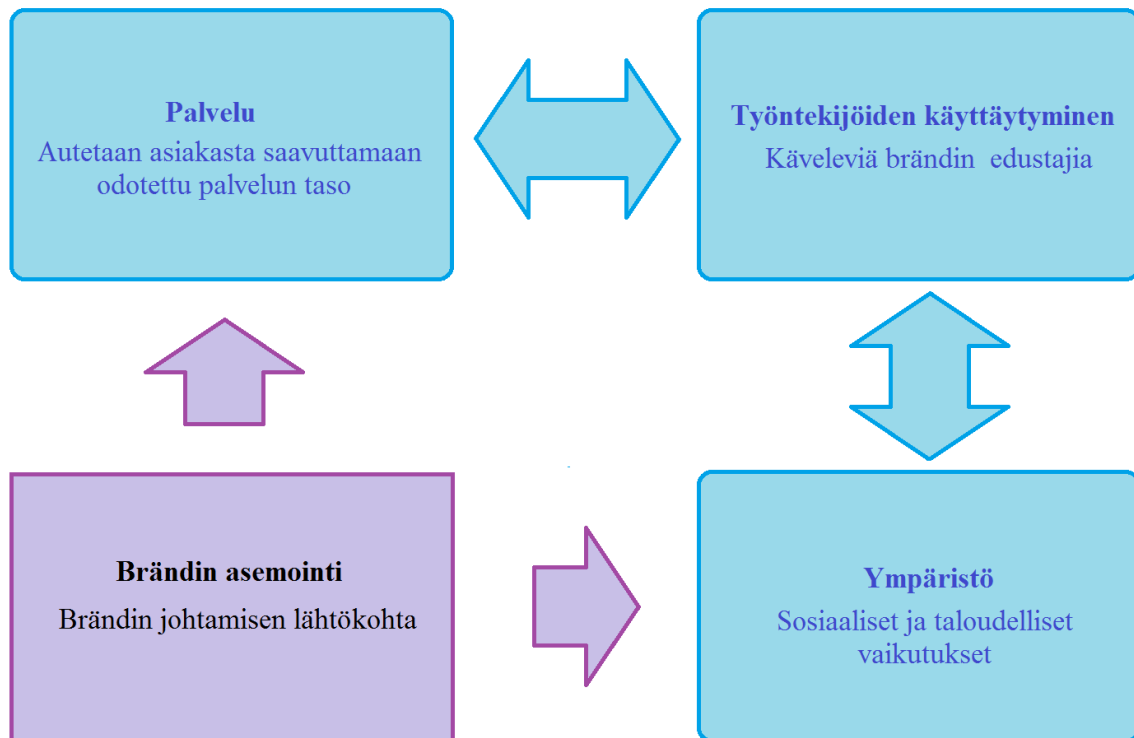 Palvelu
Autetaan asiakasta saavuttamaan
odotettu palvelun taso
Työntekijöiden käyttäytyminen
Käveleviä brändin  edustajia
Brändin asemointi
Brändin johtamisen lähtökohta
Ympäristö
Sosiaaliset ja taloudelliset
vaikutukset